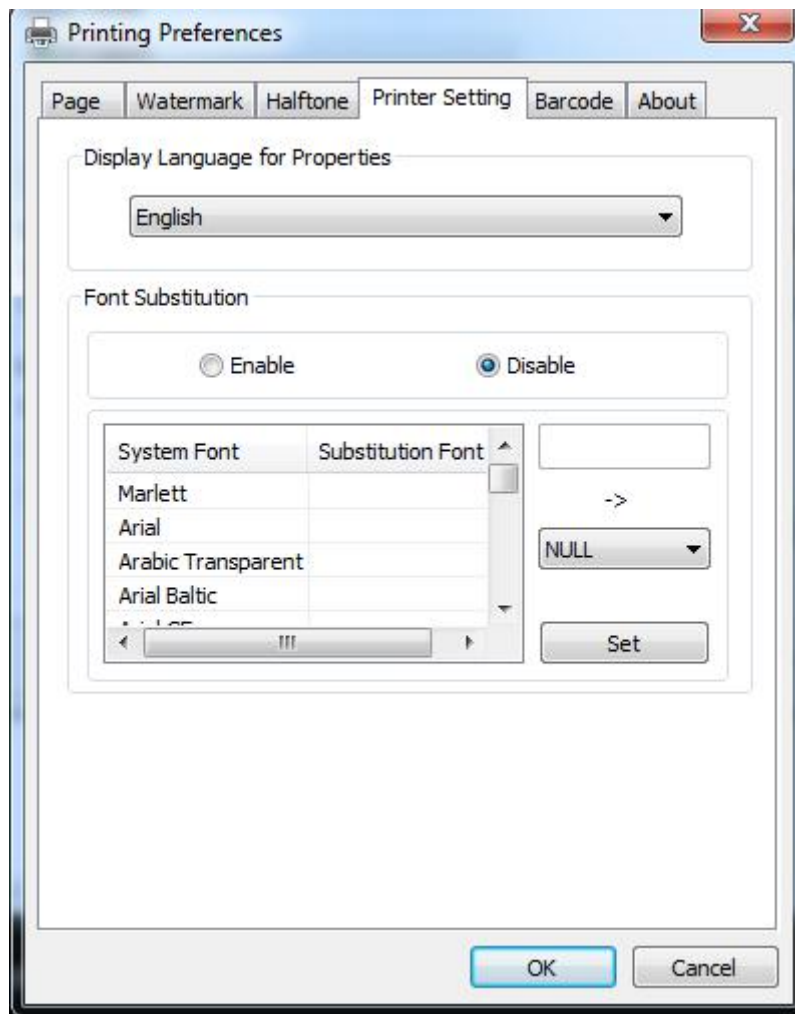 Printing Preferences
Page Watermark Halftone Printer Setting Barcode About
Display Language for Properties
English
Font Substitution
Enable Disable
System Font Substitution Font
Marlett
->
Arial
Arabic Transparent
NULL
Arial Baltic
Set
OK Cancel